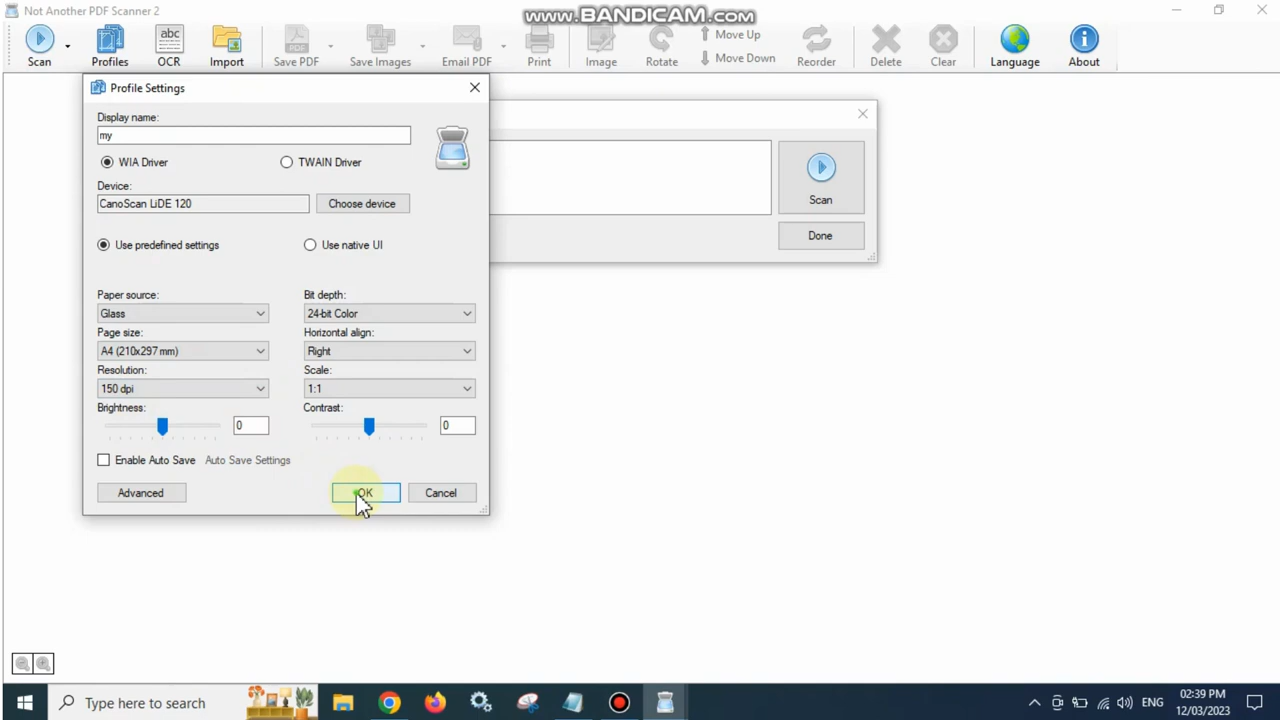 Not Another PDF Scanner 2
www.BANDICAM.com
Scan
Profiles
abc
OCR
Import
PDF
Save PDF
Save Images
Email PDF
Print
Image
Rotate
Move Up
Move Down
Reorder
Delete
Clear
Language
About
Profile Settings
Display name:
my
WIA Driver
TWAIN Driver
Device:
CanoScan LiDE 120
Choose device
Use predefined settings
Use native UI
Paper source:
Bit depth:
Glass
24-bit Color
Page size:
Horizontal align:
A4 (210x297 mm)
Right
Resolution:
Scale:
150 dpi
1:1
Brightness:
Contrast:
0
0
Enable Auto Save
Auto Save Settings
Advanced
OK
Cancel
Scan
Done
Type here to search
ENG
02:39 PM
12/03/2023